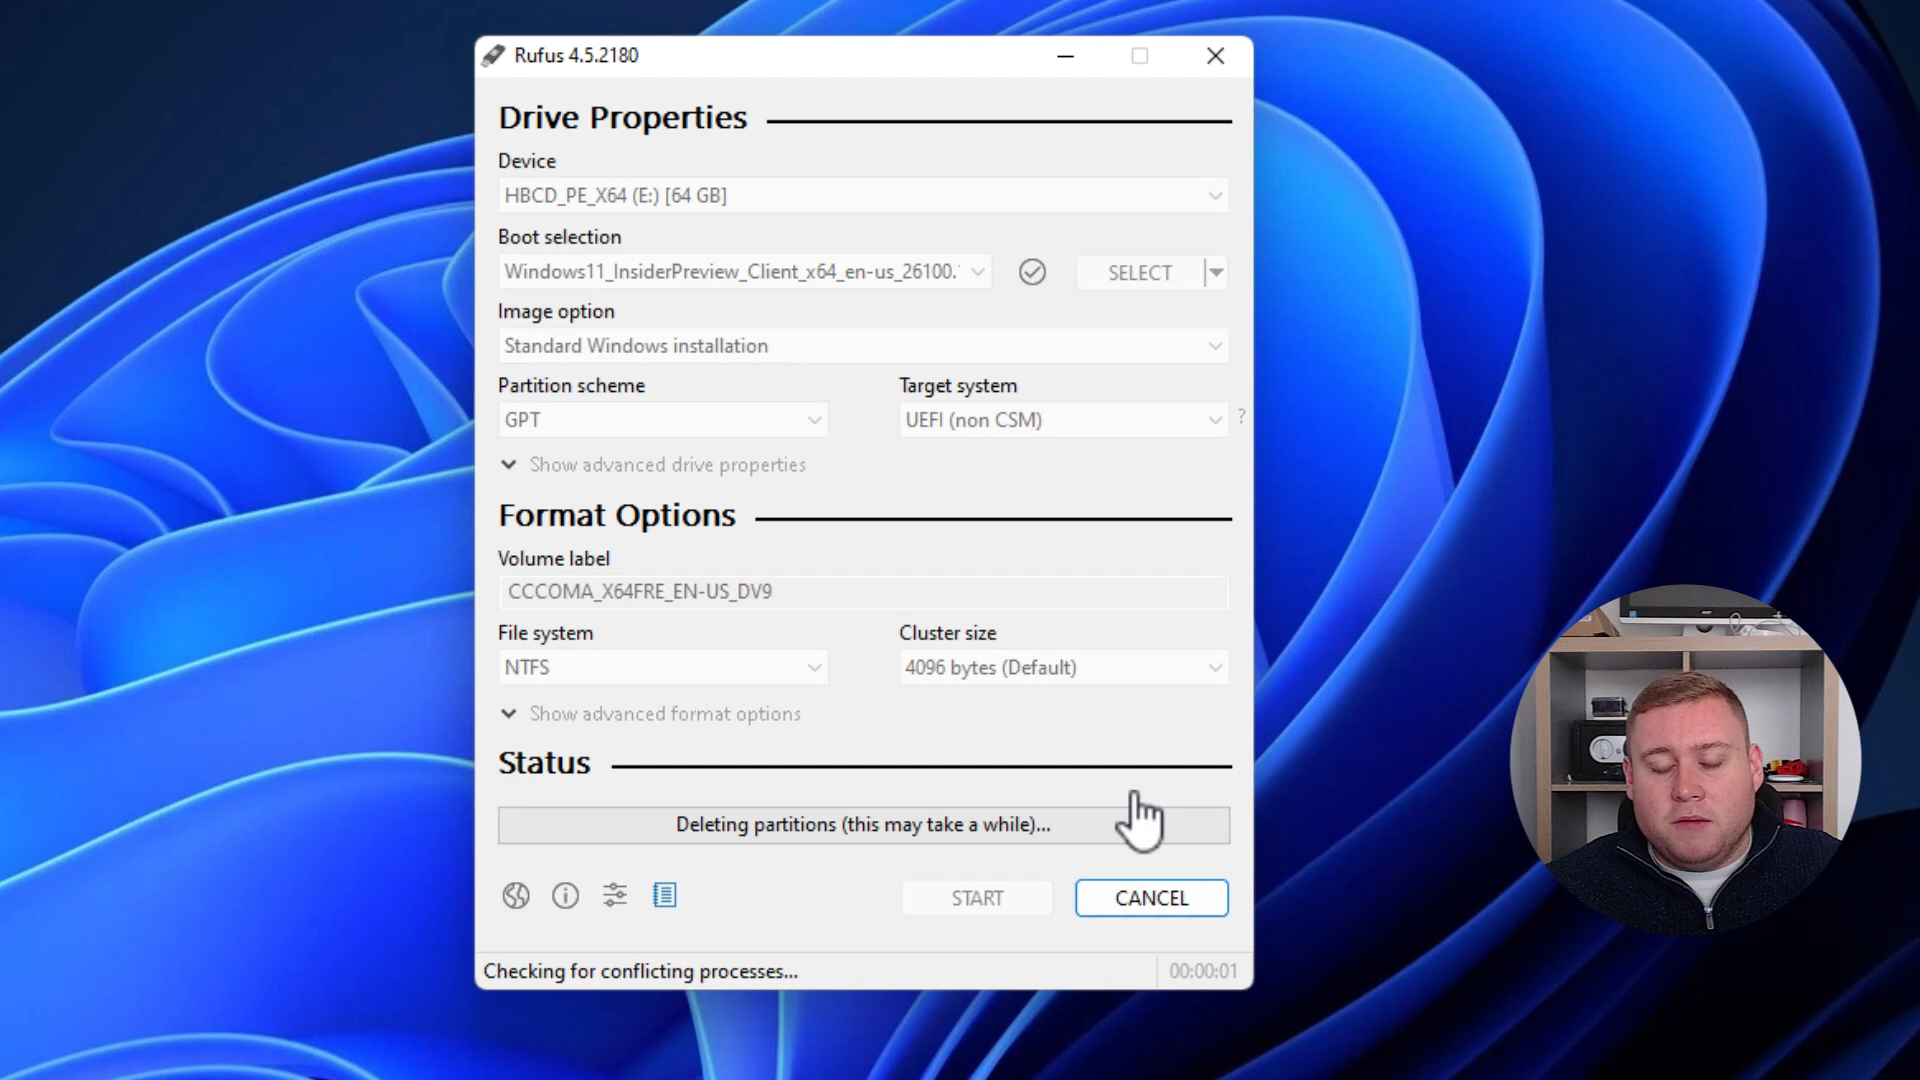 Rufus 4.5.2180
Drive Properties
Device
HBCD_PE_X64 (E:) [64 GB]
Boot selection
Windows11_InsiderPreview_Client_x64_en-us_26100.
SELECT
Image option
Standard Windows installation
Partition scheme
Target system
GPT
UEFI (non CSM)
?
Show advanced drive properties
Format Options
Volume label
CCCOMA_X64FRE_EN-US_DV9
File system
Cluster size
NTFS
4096 bytes (Default)
Show advanced format options
Status
Deleting partitions (this may take a while)...
START
CANCEL
Checking for conflicting processes...
00:00:01